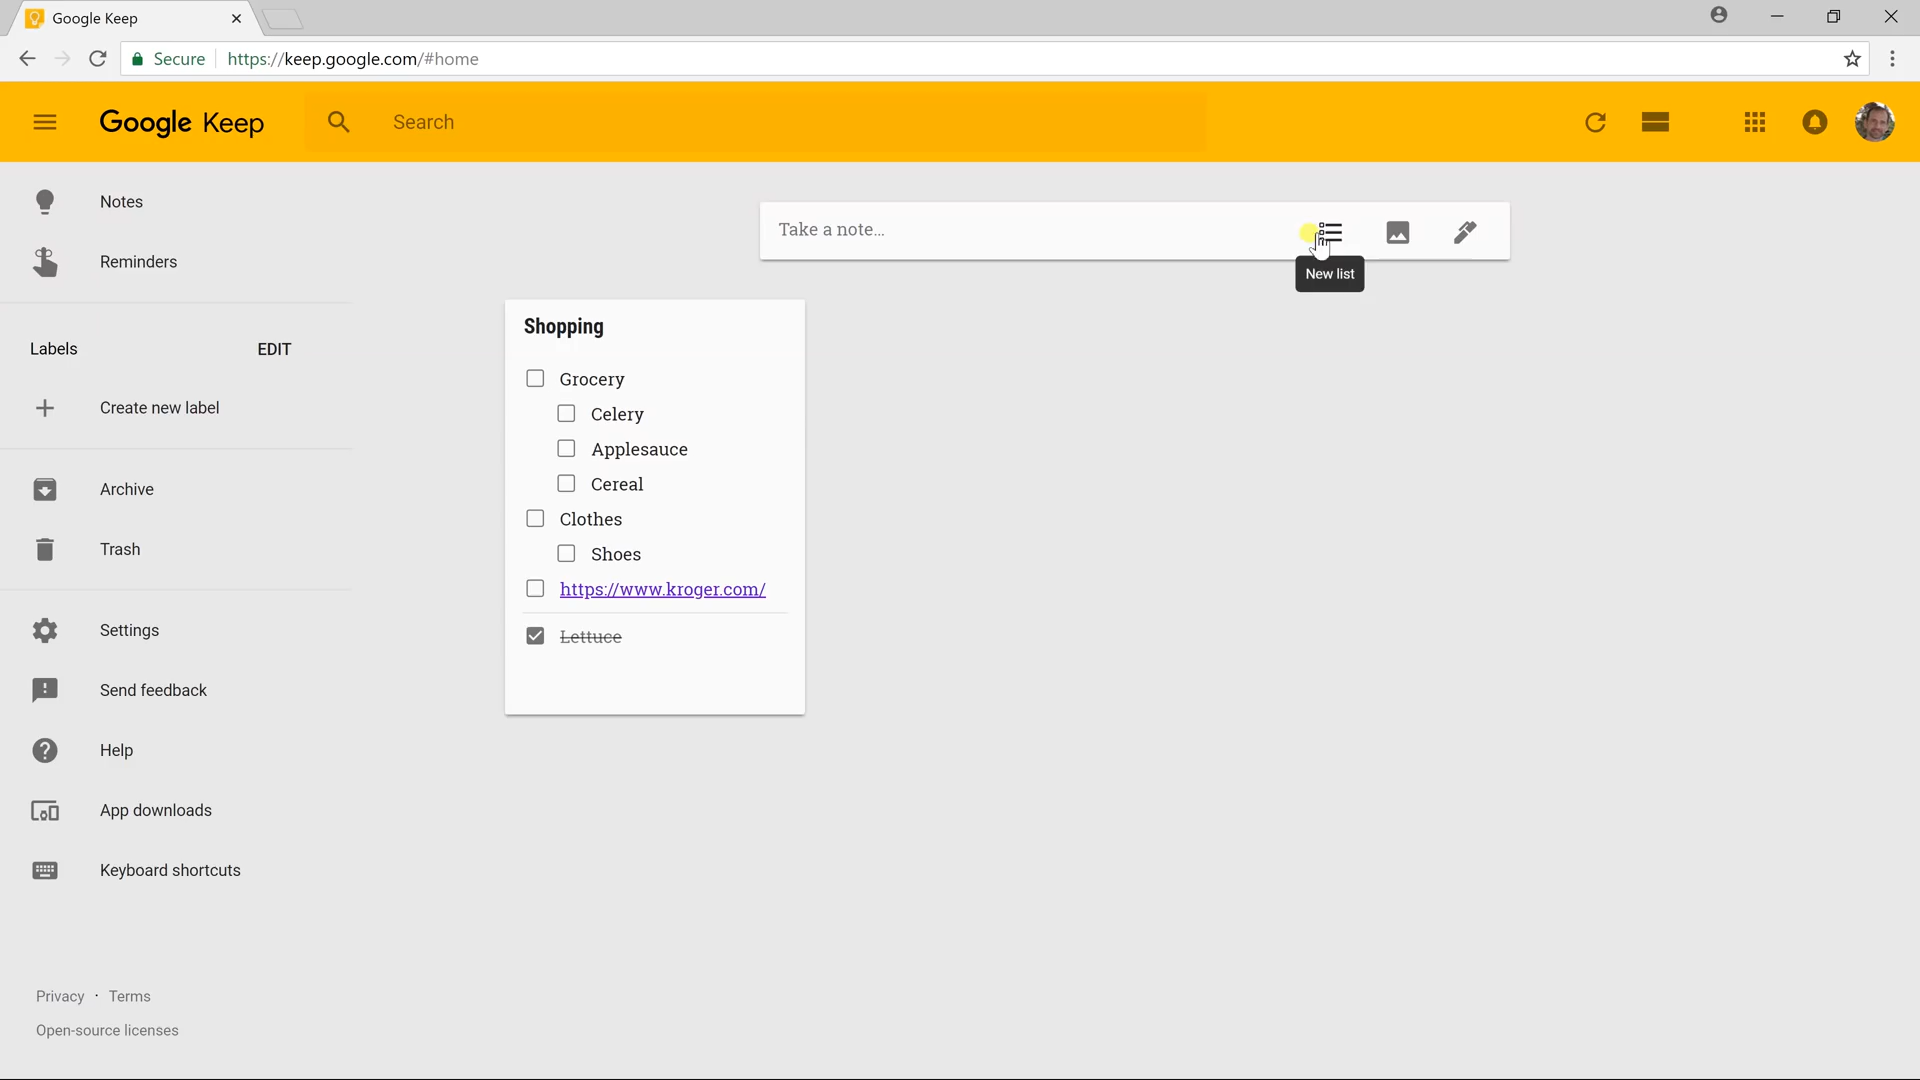 Google Keep
Secure https://keep.google.com/#home
Google Keep
Search
Notes
Reminders
Labels EDIT
Create new label
Archive
Trash
Settings
Send feedback
Help
App downloads
Keyboard shortcuts
Privacy · Terms
Open-source licenses
Take a note...
New list
Shopping
Grocery
Celery
Applesauce
Cereal
Clothes
Shoes
https://www.kroger.com/
Lettuce